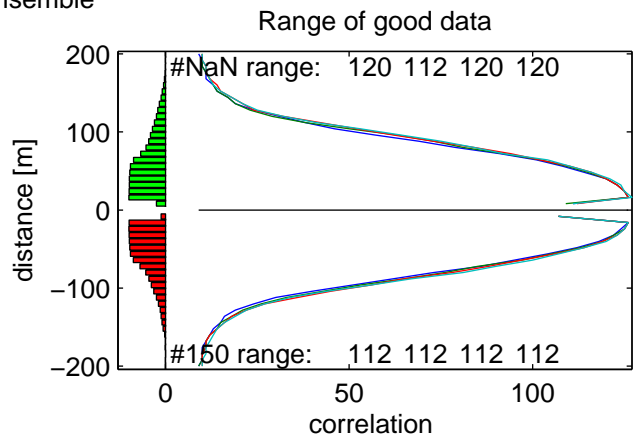 Range of good data
200
#NaN range: 120 112 120 120
100
0
−100
−200
#150 range: 112 112 112 112
0 50 100
distance [m]
correlation